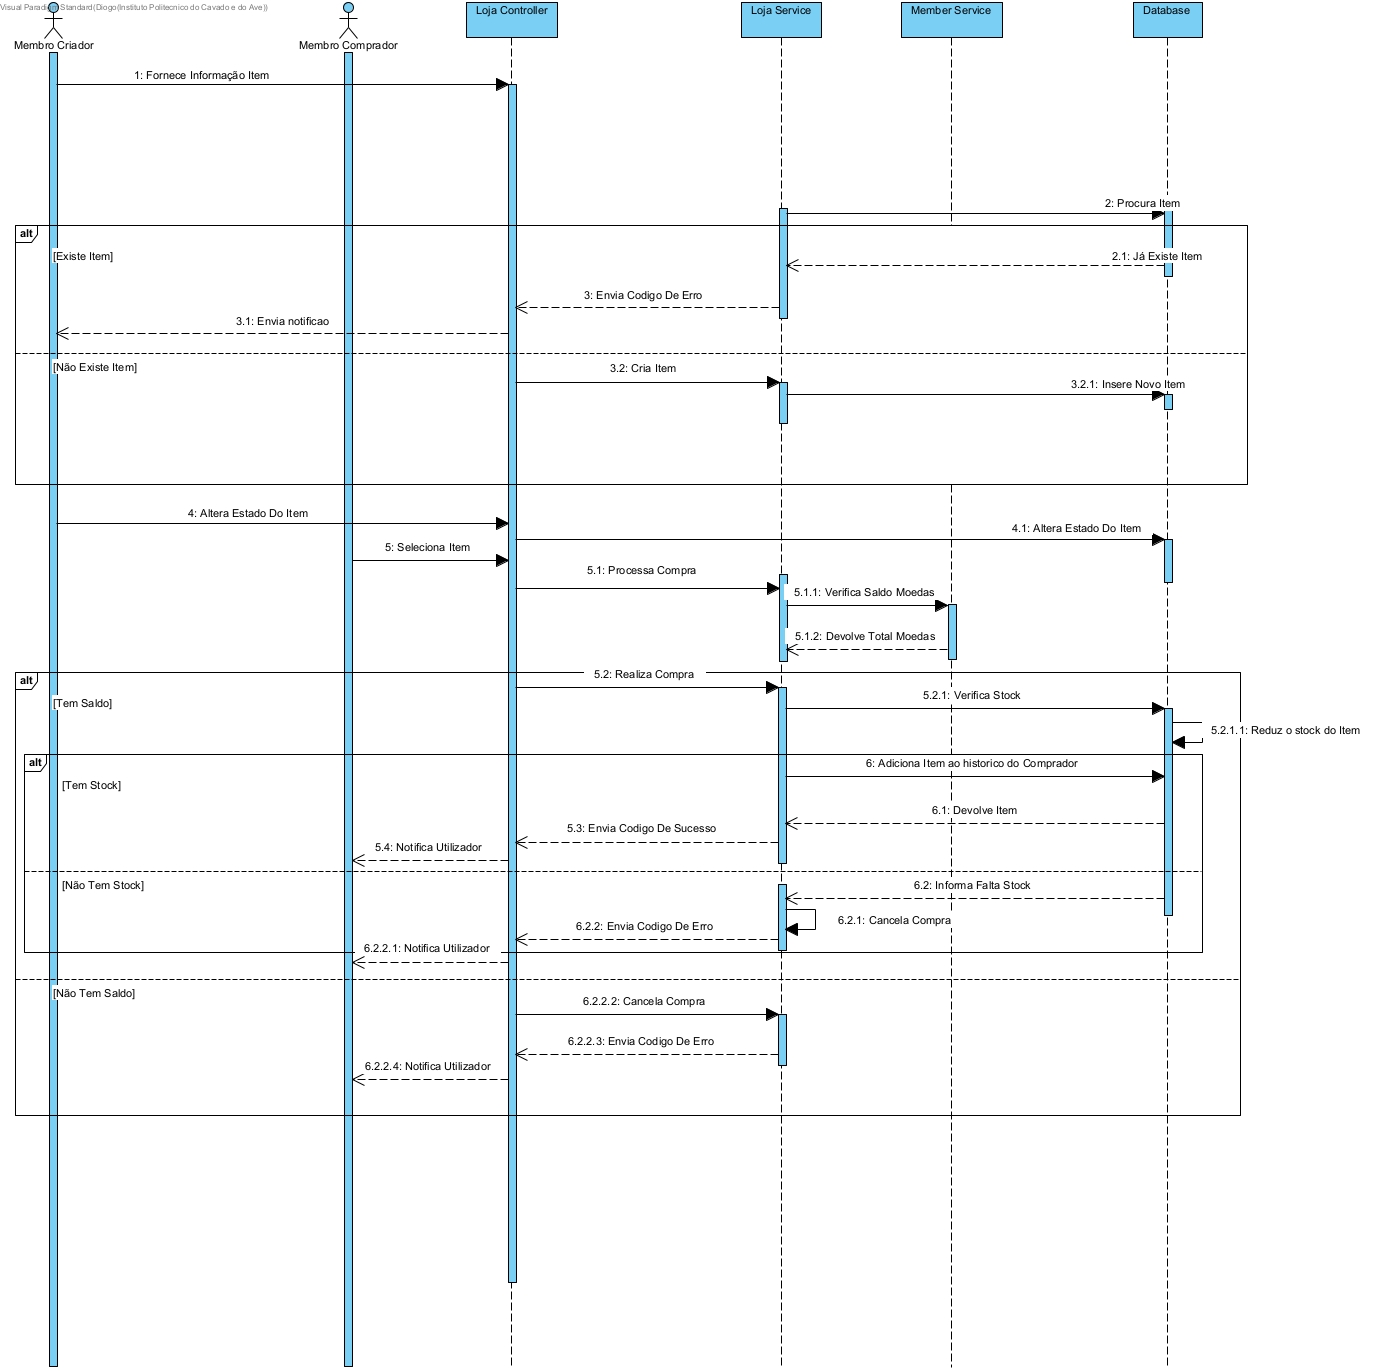 Visual Paradigm Standard(Diogo(Instituto Politecnico do Cavado e do Ave))
Membro Criador
Membro Comprador
Loja Controller
Loja Service
Member Service
Database
1: Fornece Informação Item
2: Procura Item
alt
[Existe Item]
2.1: Já Existe Item
3: Envia Codigo De Erro
3.1: Envia notificao
[Não Existe Item]
3.2: Cria Item
3.2.1: Insere Novo Item
4: Altera Estado Do Item
4.1: Altera Estado Do Item
5: Seleciona Item
5.1: Processa Compra
5.1.1: Verifica Saldo Moedas
5.1.2: Devolve Total Moedas
alt
5.2: Realiza Compra
[Tem Saldo]
5.2.1: Verifica Stock
5.2.1.1: Reduz o stock do Item
alt
6: Adiciona Item ao historico do Comprador
[Tem Stock]
6.1: Devolve Item
5.3: Envia Codigo De Sucesso
5.4: Notifica Utilizador
[Não Tem Stock]
6.2: Informa Falta Stock
6.2.1: Cancela Compra
6.2.2: Envia Codigo De Erro
6.2.2.1: Notifica Utilizador
[Não Tem Saldo]
6.2.2.2: Cancela Compra
6.2.2.3: Envia Codigo De Erro
6.2.2.4: Notifica Utilizador